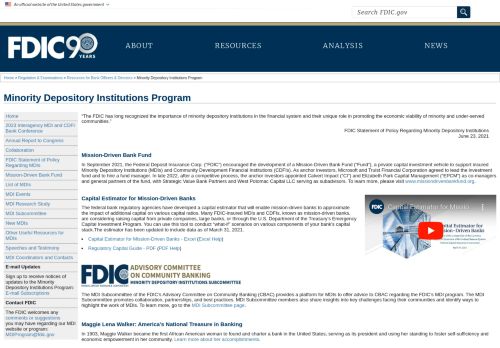 An official website of the United States government
Search FDIC.gov
FDIC 90 YEARS
ABOUT
RESOURCES
ANALYSIS
NEWS
Home » Regulation & Examinations » Resources for Bank Officers & Directors » Minority Depository Institutions Program
Minority Depository Institutions Program
Home
2023 Interagency MDI and CDFI
Bank Conference
Annual Report to Congress
Collaboration
FDIC Statement of Policy
Regarding MDIs
Mission-Driven Bank Fund
List of MDIs
MDI Events
MDI Research Study
MDI Subcommittee
New MDIs
Other Useful Resources for
MDIs
Speeches and Testimony
MDI Coordinators and Contacts
E-mail Updates
Sign up to receive notice of
updates to the Minority
Depository Institutions Program:
Email Subscriptions
Contact FDIC
The FDIC welcomes any
comments or suggestions
you may have regarding our MDI
website or program:
MDIProgram@fdic.gov
"The FDIC has long recognized the importance of minority depository institutions in the financial system and their unique role in promoting the economic viability of minority and under-served
communities."
FDIC Statement of Policy Regarding Minority Depository Institutions
June 23, 2021
Mission-Driven Bank Fund
In September 2021, the Federal Deposit Insurance Corp. ("FDIC") encouraged the development of a Mission-Driven Bank Fund ("Fund"), a private capital investment vehicle to support insured
Minority Depository Institutions (MDIs) and Community Development Financial Institutions (CDFIs). As anchor investors, Microsoft and Truist Financial Corporation agreed to lead the investment
fund and to hire a fund manager. In late 2022, after a competitive process, the anchor investors appointed Calvert Impact ("CI") and Elizabeth Park Capital Management ("EPCM") as co-managers
and general partners of the fund, with Strategic Value Bank Partners and West Potomac Capital LLC serving as subadvisors. To learn more, please visit www.missiondrivenbankfund.org.
Capital Estimator for Mission-Driven Banks
The federal bank regulatory agencies have developed a capital estimator that will enable mission-driven banks to approximate
the impact of additional capital on various capital ratios. Many FDIC-insured MDIs and CDFIs, known as mission-driven banks,
are considering raising capital from private companies, large banks, or through the U.S. Department of the Treasury's Emergency
Capital Investment Program. You can use this tool to conduct "what-if" scenarios on various components of your bank's capital
stack. The estimator has been updated to include data as of March 31, 2021.
• Capital Estimator for Mission-Driven Banks - Excel (Excel Help)
• Regulatory Capital Guide - PDF (PDF Help)
FDIC
Capital Estimator for Missio
FDIC ADVISORY COMMITTEE
ON COMMUNITY BANKING
MINORITY DEPOSITORY INSTITUTIONS SUBCOMMITTEE
The MDI Subcommittee of the FDIC's Advisory Committee on Community Banking (CBAC) provides a platform for MDIs to offer advice to CBAC regarding the FDIC's MDI program. The MDI
Subcommittee promotes collaboration, partnerships, and best practices. MDI Subcommittee members also share insights into key challenges facing their communities and identify ways to
highlight the work of MDIs. To learn more, go to the MDI Subcommittee page.
Maggie Lena Walker: America's National Treasure in Banking
In 1903, Maggie Walker became the first African American woman to found and charter a bank in the United States, serving as its president and using her standing to foster self-sufficiency and
economic empowerment in her community. Learn more about her accomplishments.